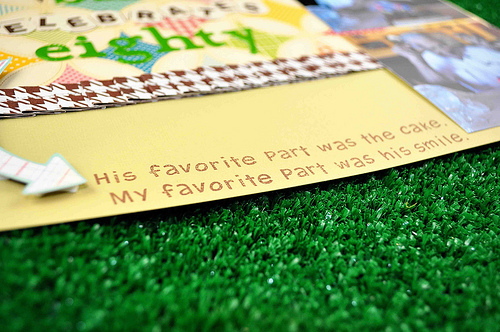 ELEBRATES
eighty
His favorite Part was the cake.
My favorite Part was his smile.